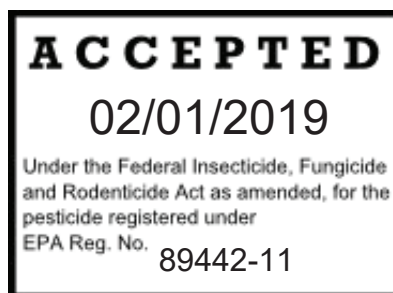 ACCEPTED
02/01/2019
Under the Federal Insecticide, Fungicide
and Rodenticide Act as amended, for the
pesticide registered under
EPA Reg. No. 89442-11